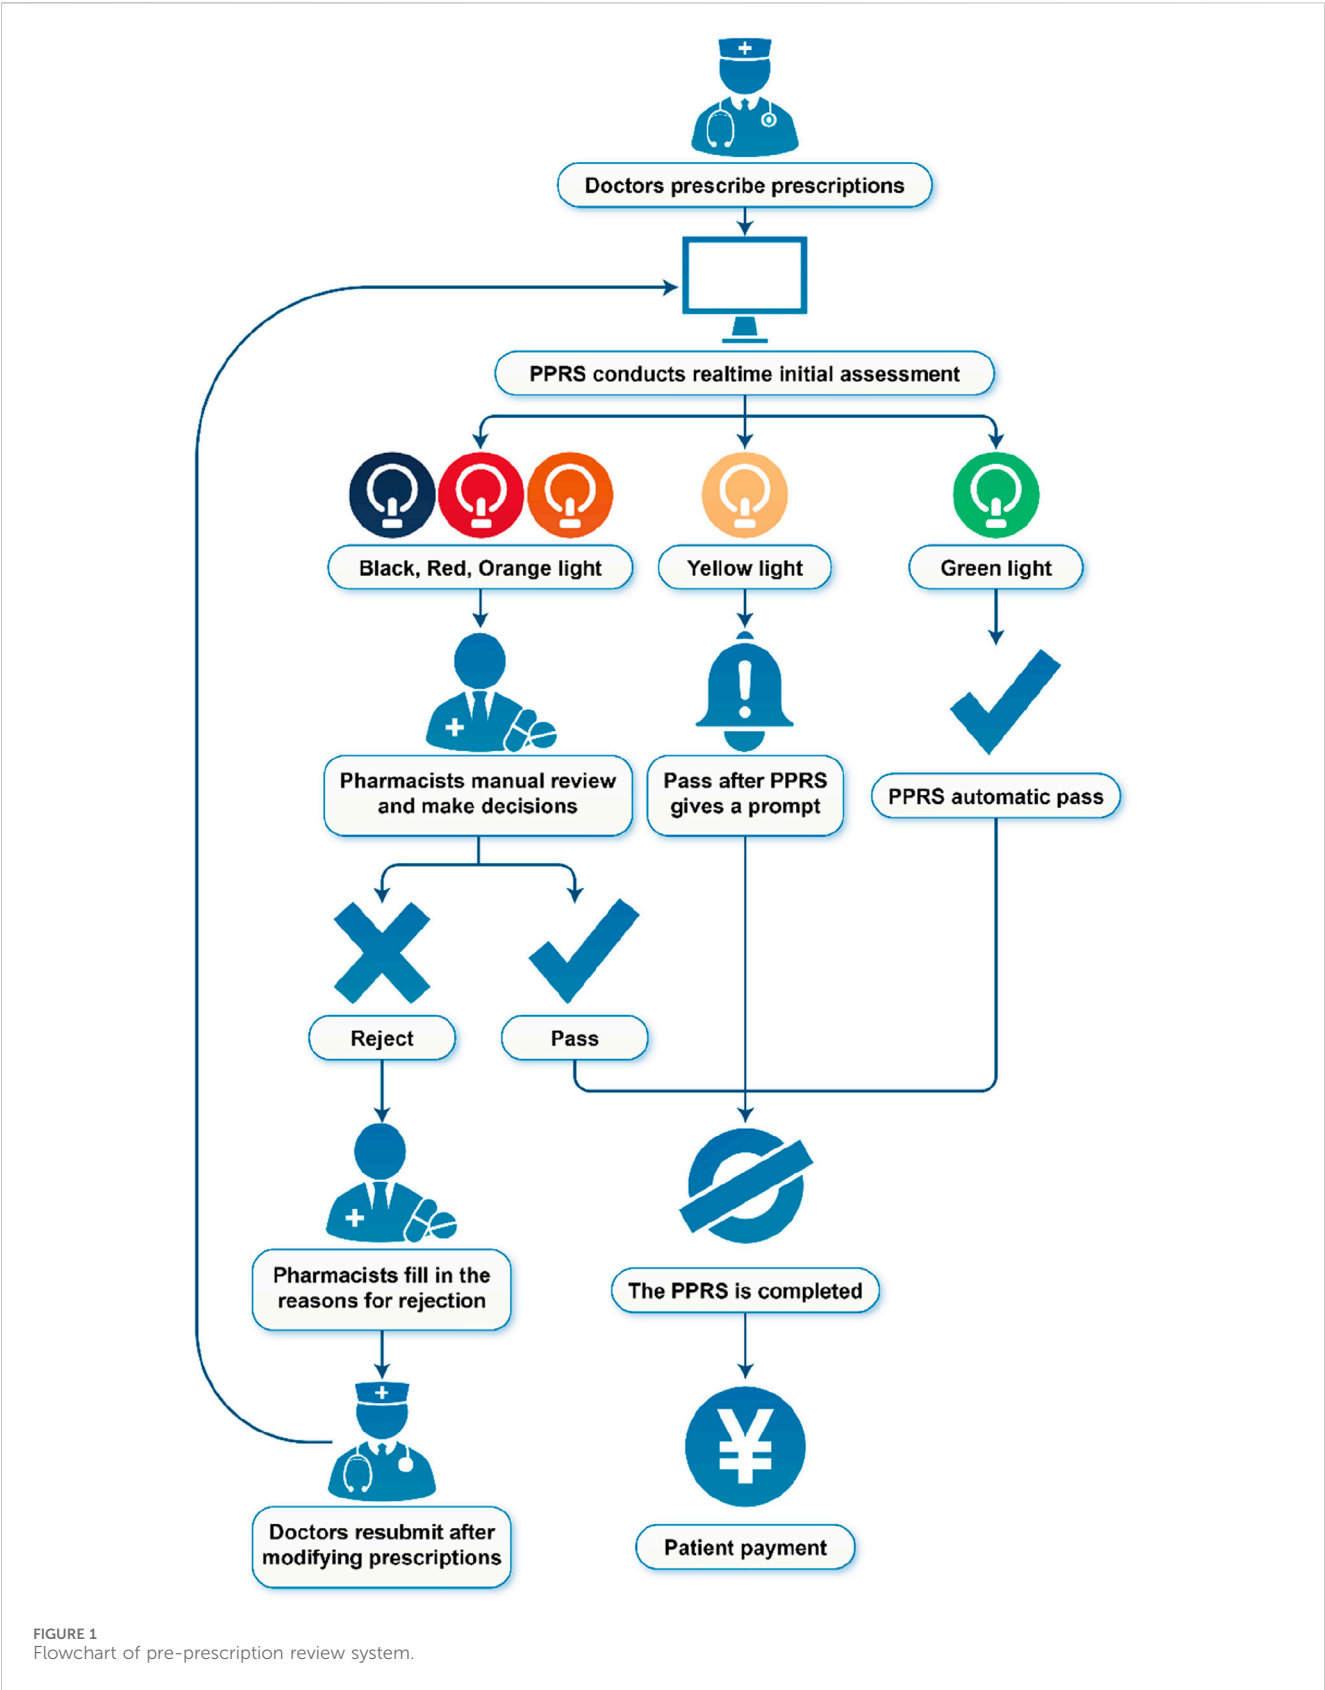 Doctors prescribe prescriptions
PPRS conducts realtime initial assessment
Black, Red, Orange light
Yellow light
Green light
Pharmacists manual review
and make decisions
Pass after PPRS
gives a prompt
PPRS automatic pass
Reject
Pass
Pharmacists fill in the
reasons for rejection
The PPRS is completed
¥
Doctors resubmit after
modifying prescriptions
Patient payment
FIGURE 1
Flowchart of pre-prescription review system.